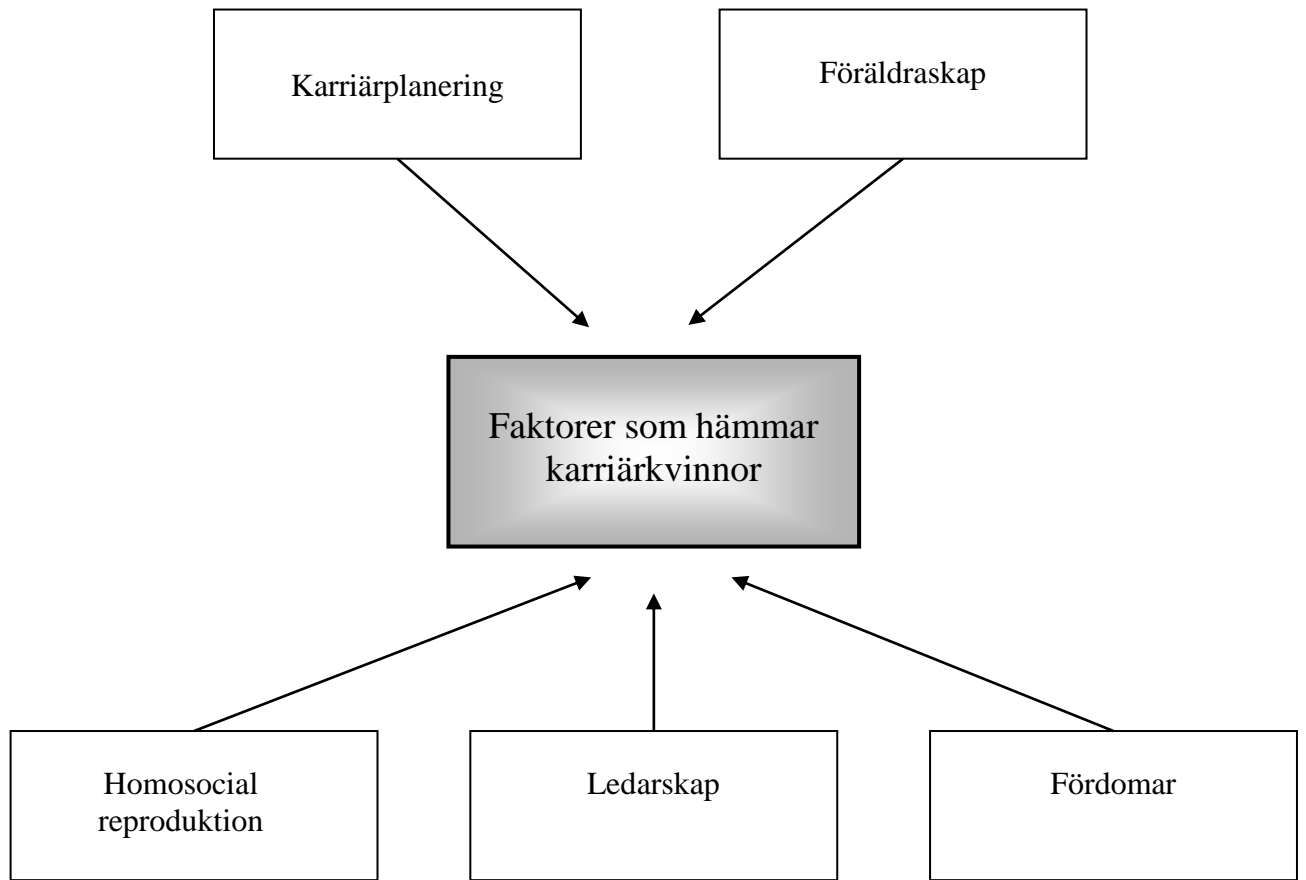 Karriärplanering
Föräldraskap
Faktorer som hämmar
karriärkvinnor
Homosocial
reproduktion
Ledarskap
Fördomar